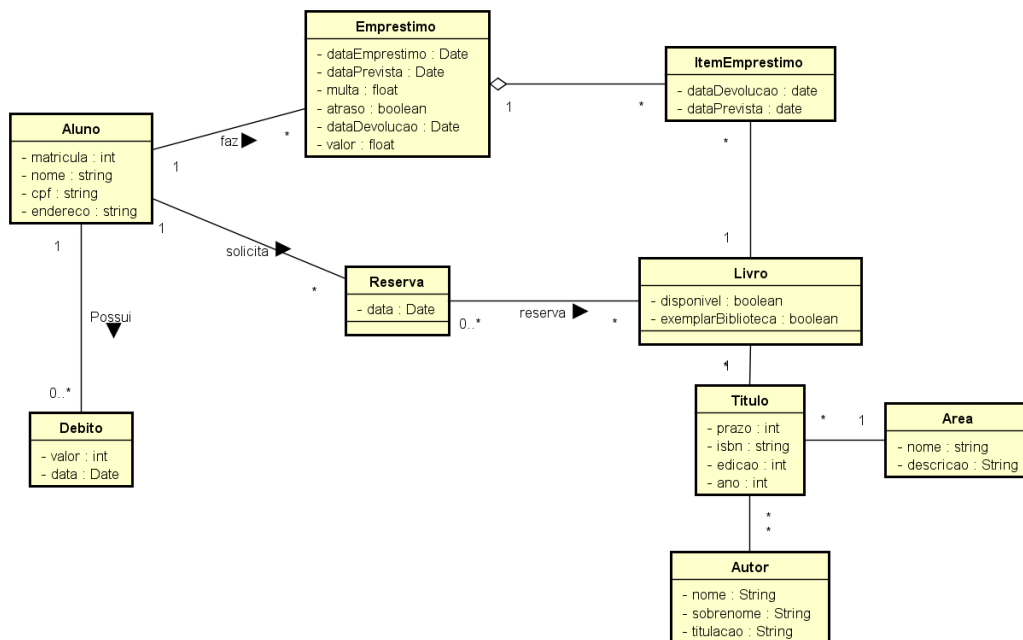 Emprestimo
- dataEmprestimo : Date
- dataPrevista : Date
- multa : float
- atraso : boolean
- dataDevolucao : Date
- valor : float
ItemEmprestimo
- dataDevolucao : date
- dataPrevista : date
1
*
Aluno
- matricula : int
- nome : string
- cpf : string
- endereco : string
faz
1
*
*
1
solicita
*
1
Possui
0..*
1
Reserva
- data : Date
0..*
reserva
*
Livro
- disponivel : boolean
- exemplarBiblioteca : boolean
*
1
Titulo
- prazo : int
- isbn : string
- edicao : int
- ano : int
*
1
Area
- nome : string
- descricao : String
Debito
- valor : int
- data : Date
*
*
Autor
- nome : String
- sobrenome : String
- titulacao : String